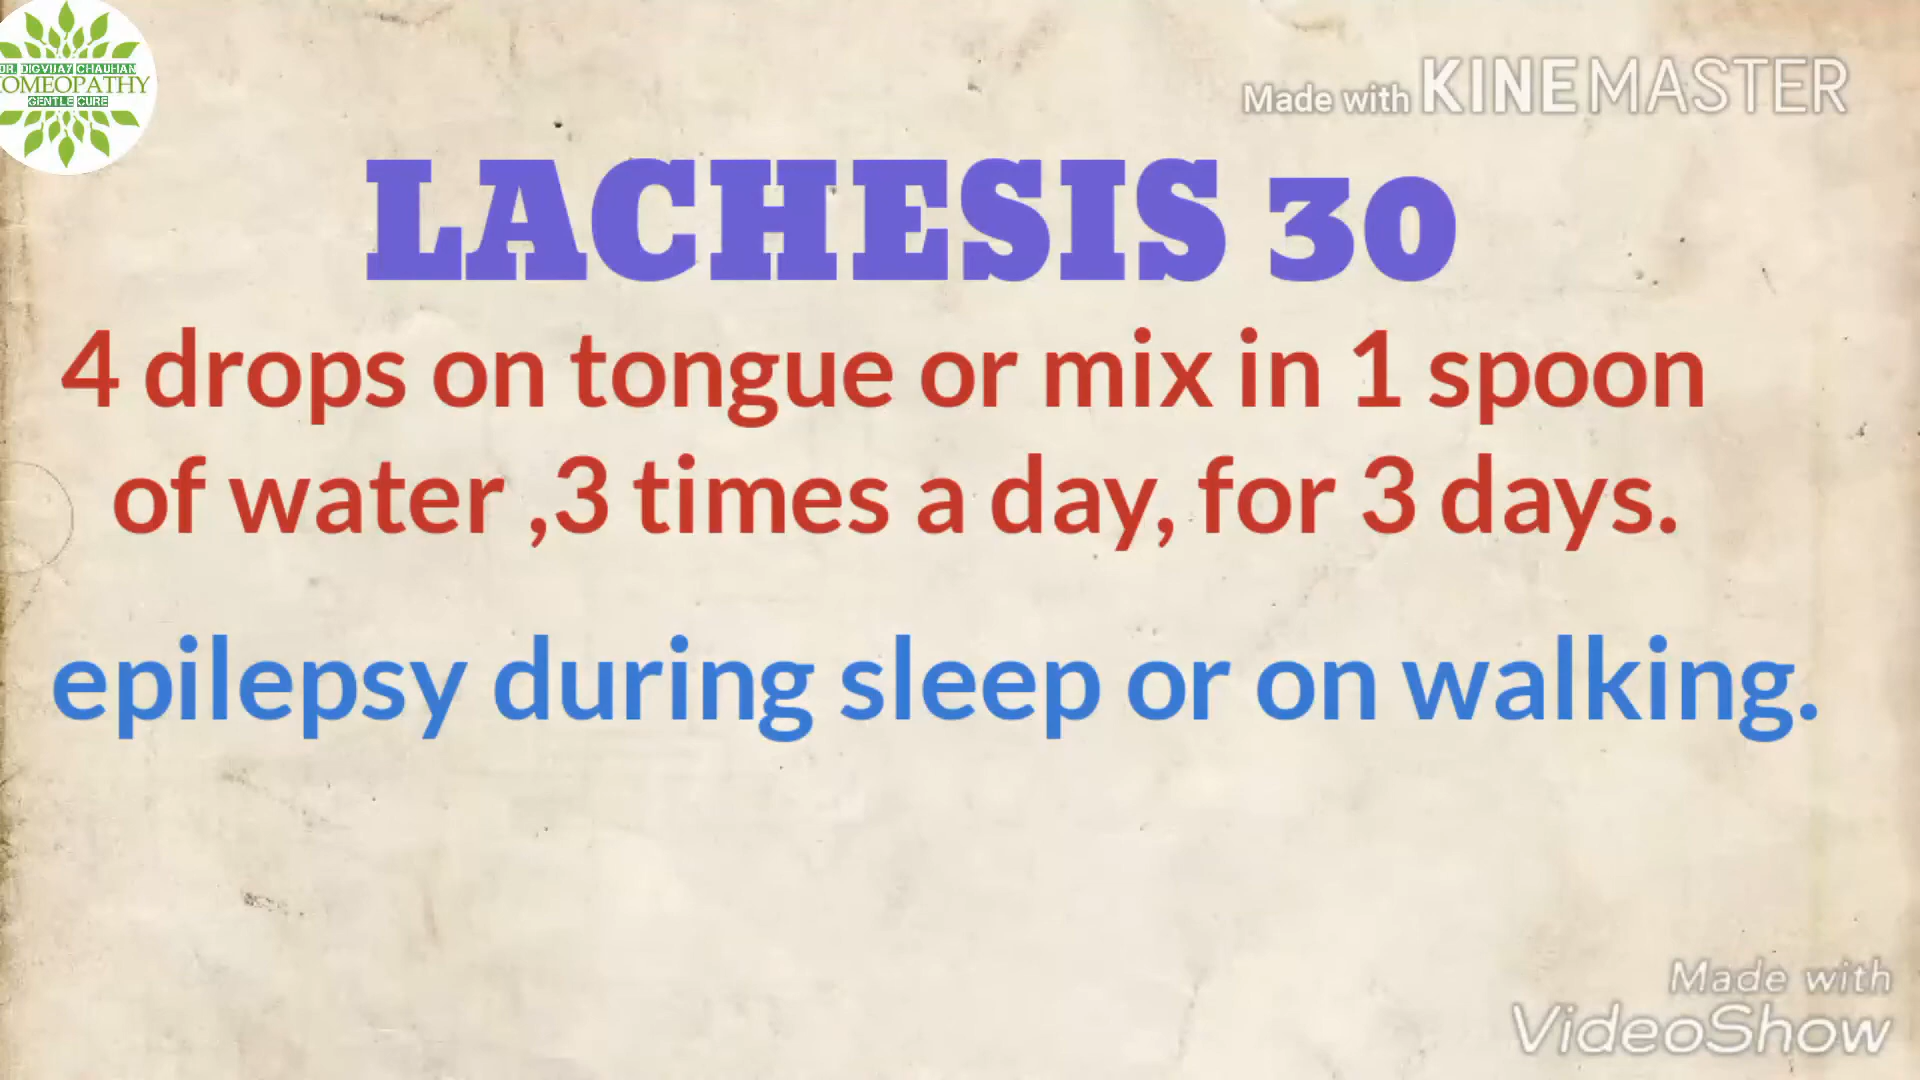 DR. DIGVIJAY CHAUHAN
HOMEOPATHY
GENTLE CURE
Made with KINEMASTER
LACHESIS 30
4 drops on tongue or mix in 1 spoon
of water ,3 times a day, for 3 days.
epilepsy during sleep or on walking.
Made with
VideoShow